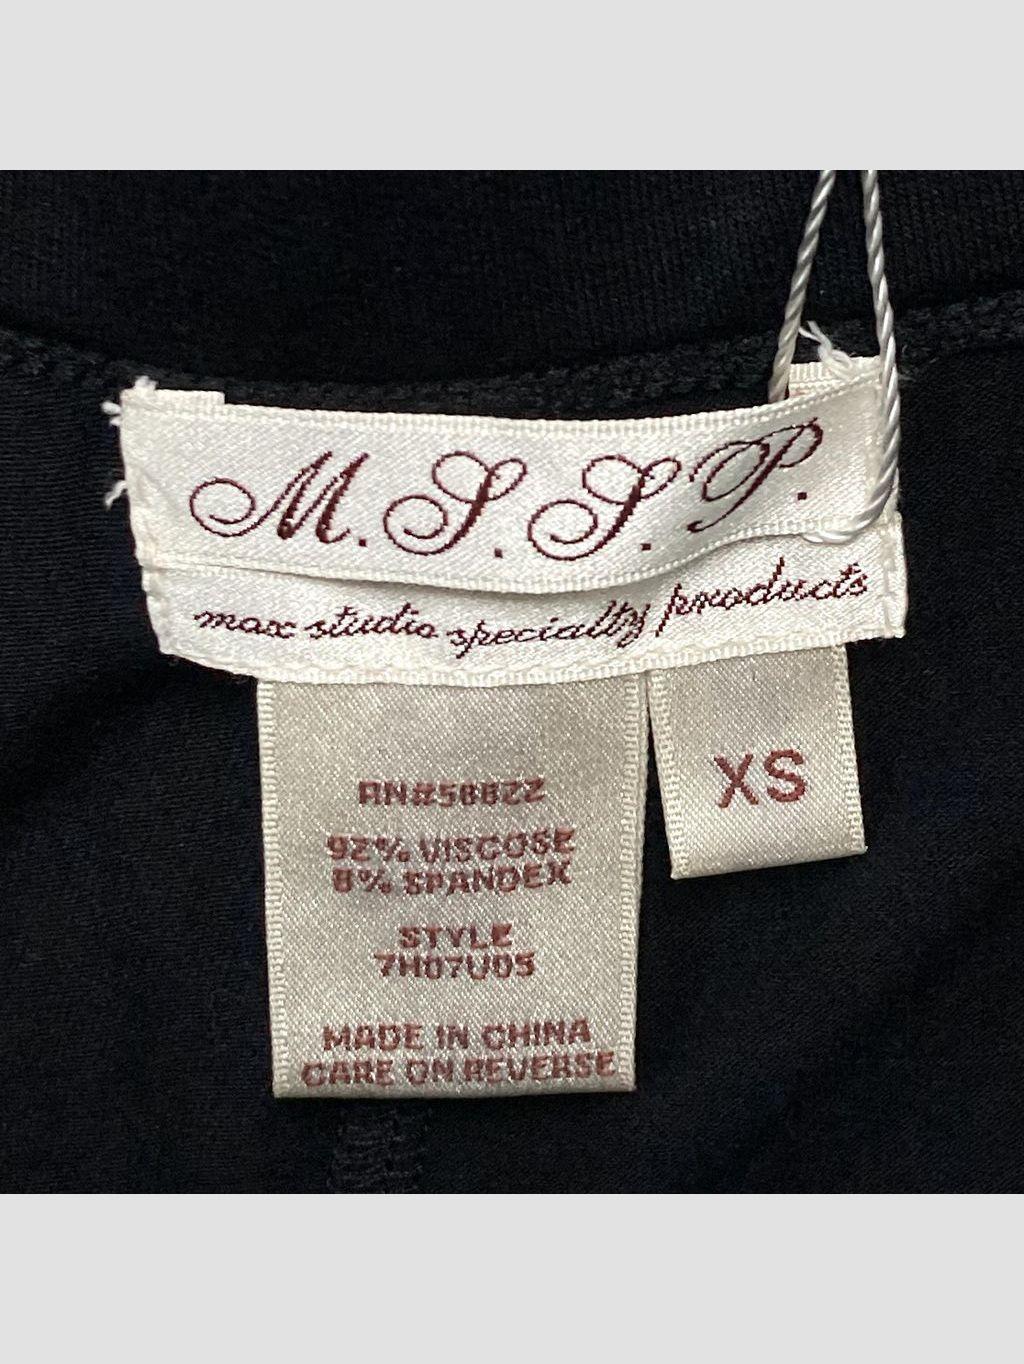 M.S.S.P.
max studio specialty products
XS
RN#58822
92% VISCOSE
8% SPANDEX
STYLE
7H07U05
MADE IN CHINA
CARE ON REVERSE